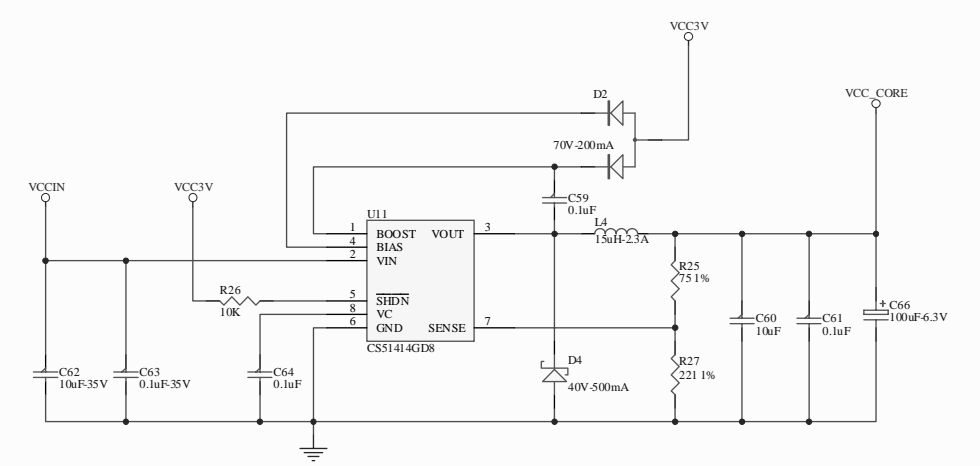 VCC3V
D2
VCC_CORE
70V-200mA
VCCIN
VCC3V
C59
0.1uF
U11
L4
15uH-2.3A
1
BOOST
VOUT
3
4
BIAS
2
VIN
R25
75 1%
R26
10K
5
SHDN
8
VC
6
GND
SENSE
7
CS51414GD8
C60
10uF
C61
0.1uF
+
C66
100uF-6.3V
C62
10uF-35V
C63
0.1uF-35V
C64
0.1uF
D4
40V-500mA
R27
221 1%